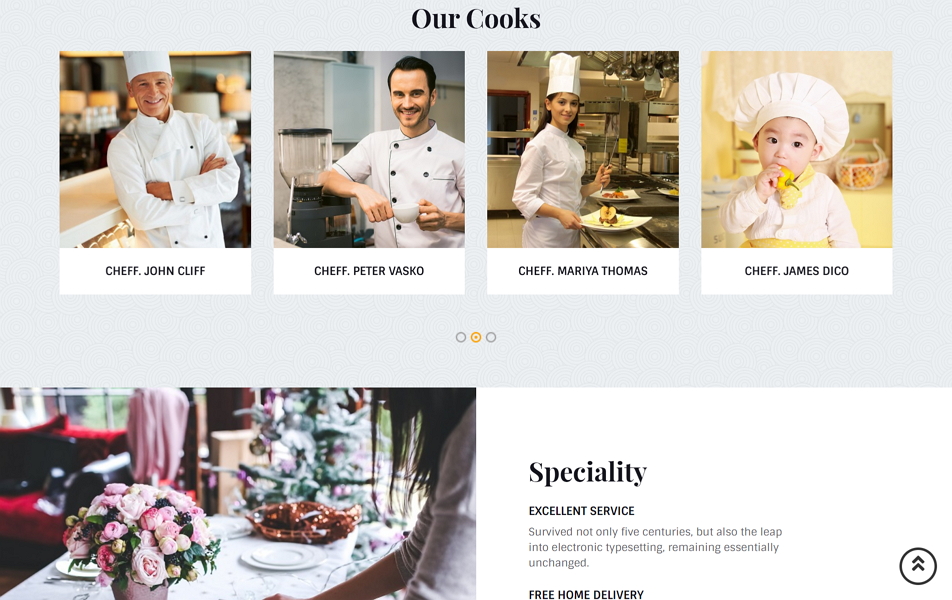 Our Cooks
CHEFF. JOHN CLIFF
CHEFF. PETER VASKO
CHEFF. MARIYA THOMAS
CHEFF. JAMES DICO
Speciality
EXCELLENT SERVICE
Survived not only five centuries, but also the leap
into electronic typesetting, remaining essentially
unchanged.
FREE HOME DELIVERY